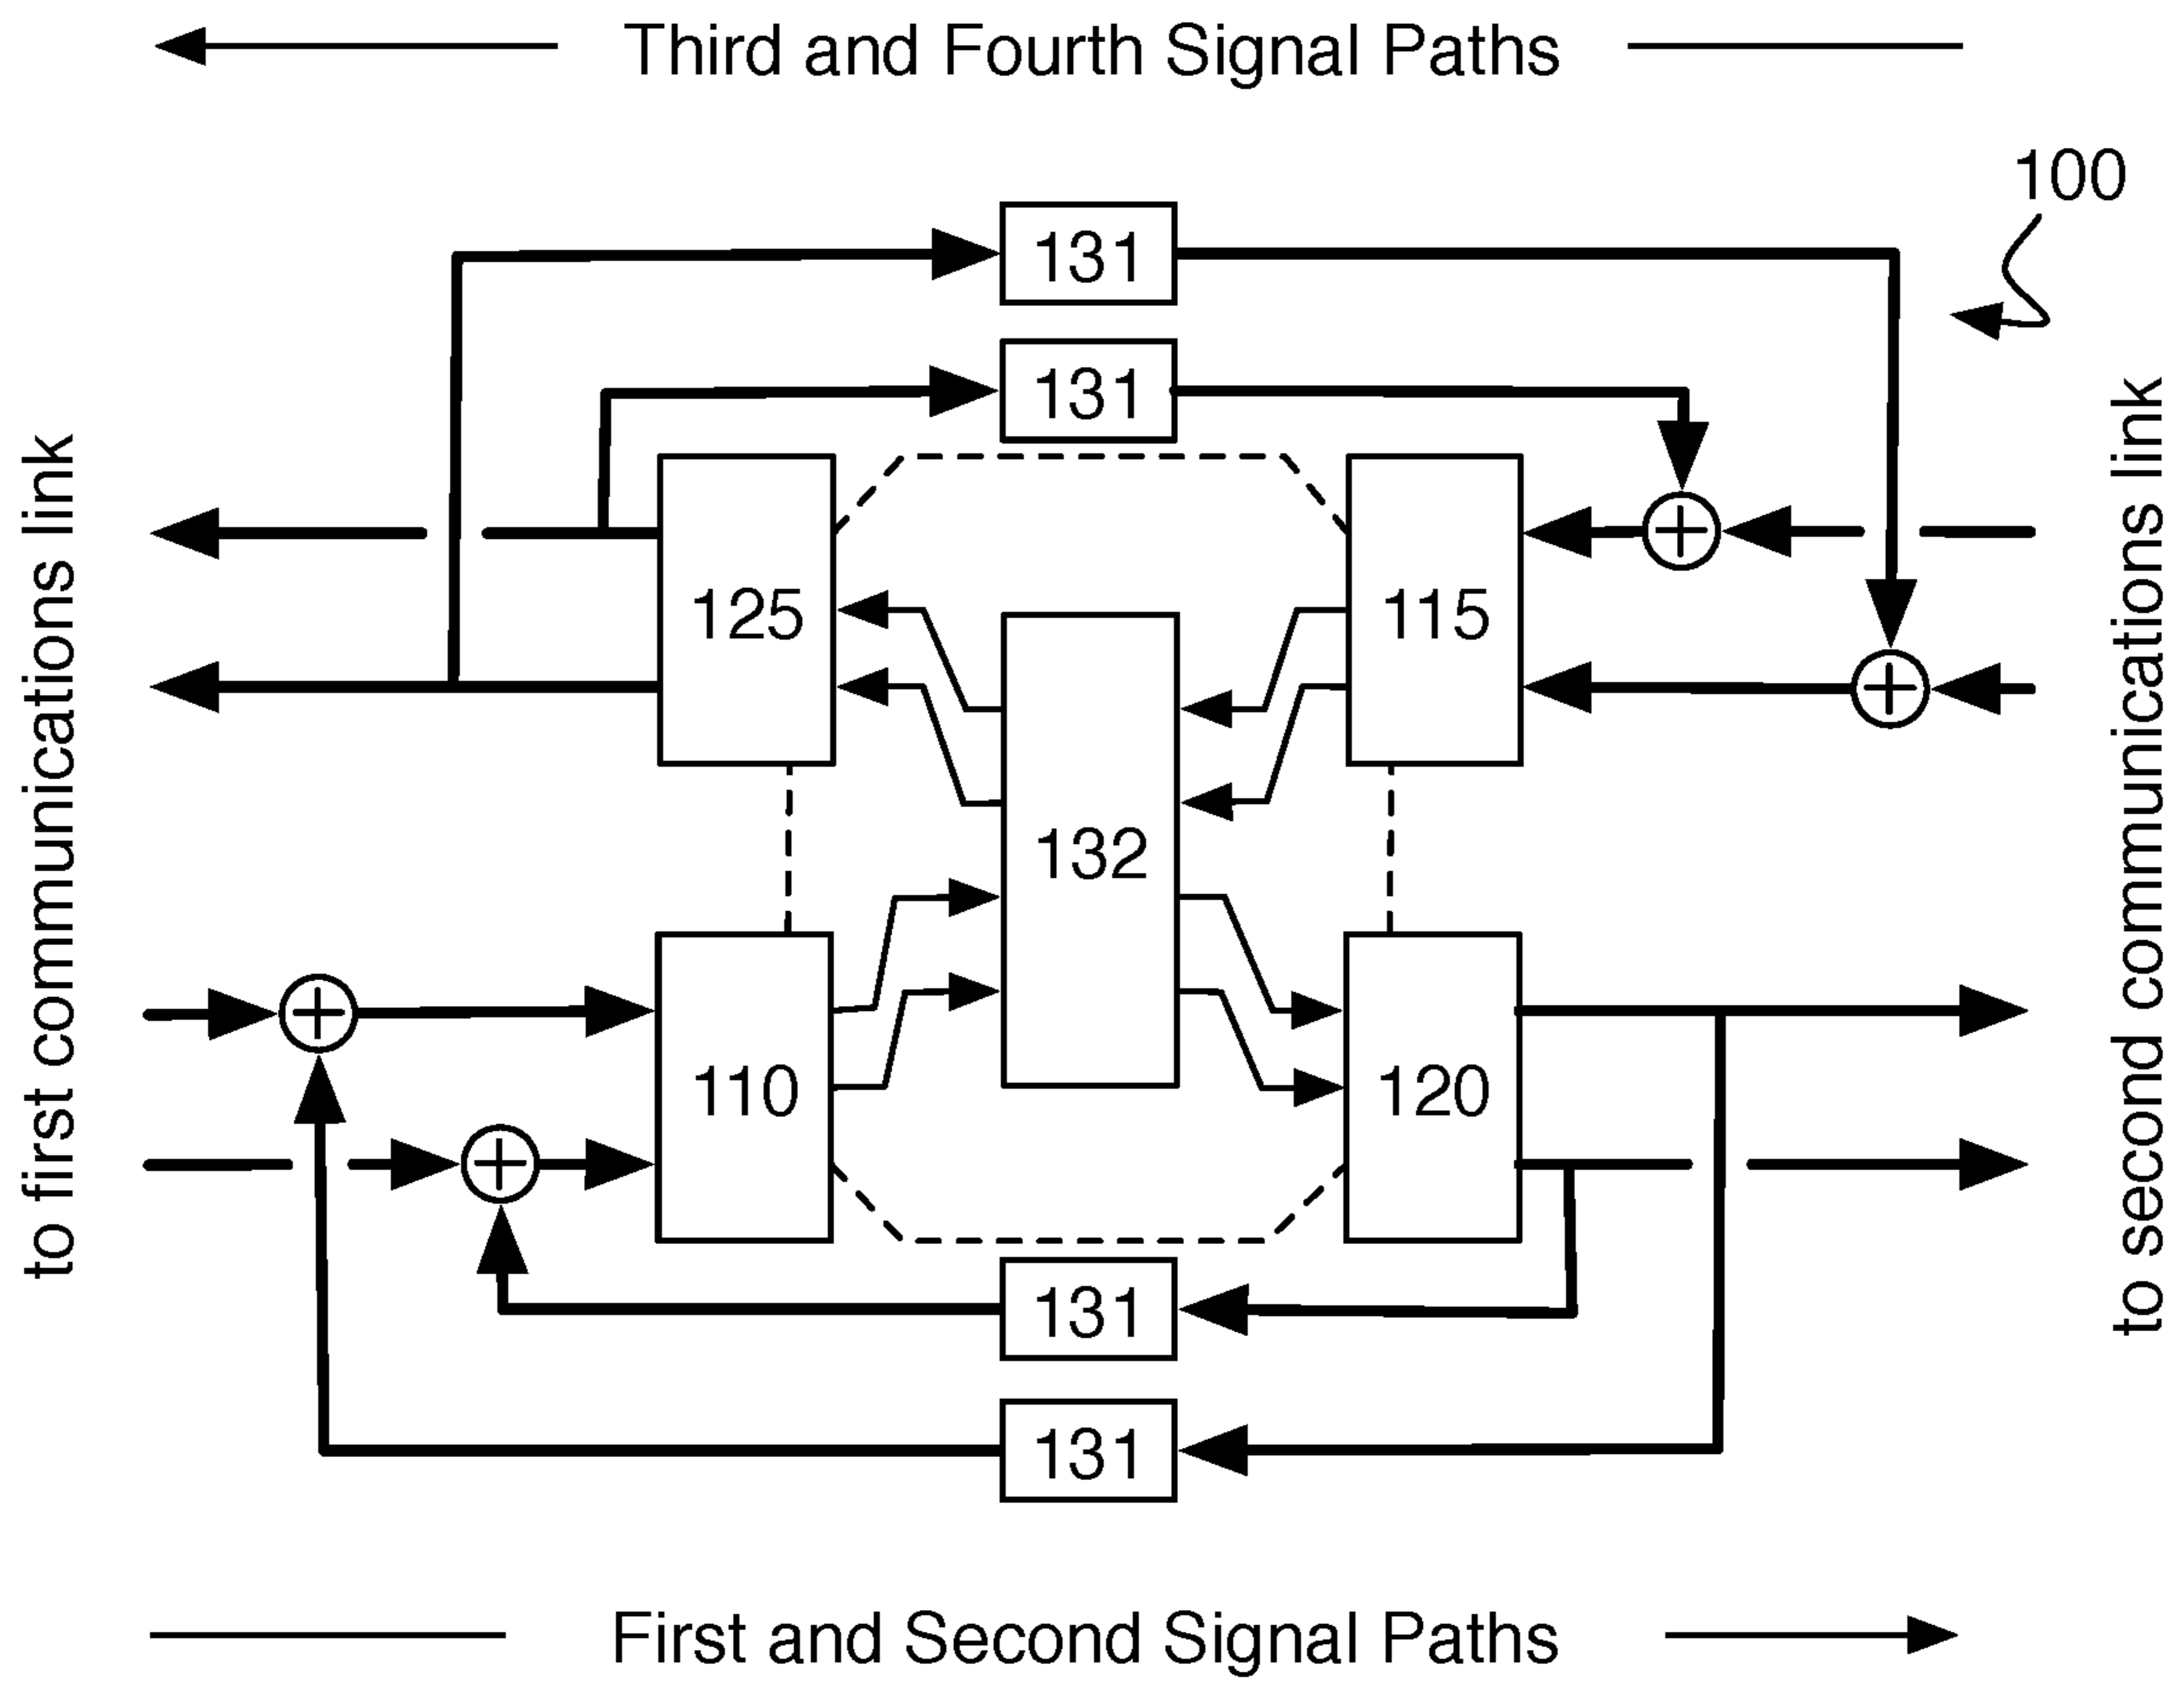 Third and Fourth Signal Paths
100
131
131
to first communications link
to second communications link
125
115
132
110
120
131
131
First and Second Signal Paths